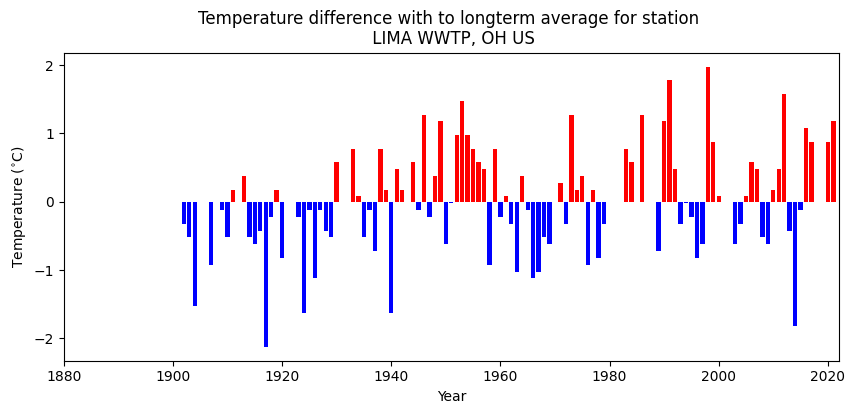 Temperature difference with to longterm average for station
LIMA WWTP, OH US
Temperature (°C)
2
1
0
−1
−2
1880 1900 1920 1940 1960 1980 2000 2020
Year